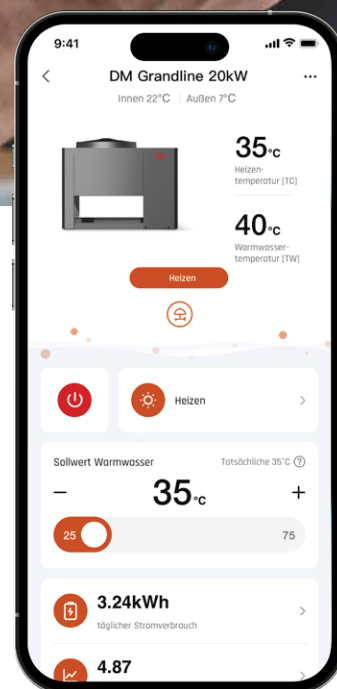 9:41
DM Grandline 20kW
Innen 22°C Außen 7°C
35°C
Heizen-
temperatur [TC]
40°C
Warmwasser-
temperatur [TW]
Heizen
Heizen
Sollwert Warmwasser Totsächliche 35°C ?
35°C
25 75
3.24kWh
täglicher Stromverbrauch
4.87